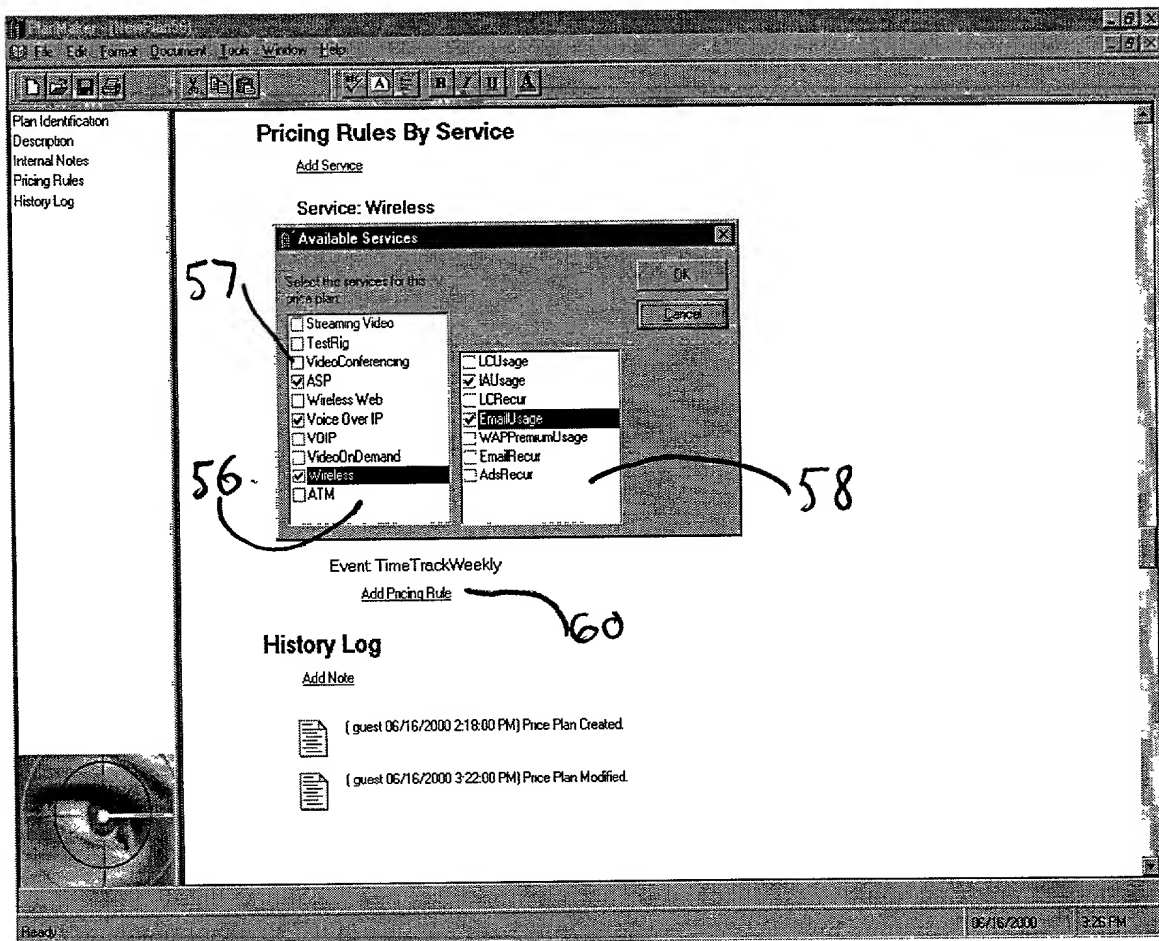 File Edit Format Document Tools Window Help
Plan Identification
Description
Internal Notes
Pricing Rules
History Log
Pricing Rules By Service
Add Service
Service: Wireless
Available Services
Select the services for this
price plan:
OK
Cancel
Streaming Video
TestRig
VideoConferencing
ASP
Wireless Web
Voice Over IP
VOIP
VideoOnDemand
Wireless
ATM
LCUsage
IAUsage
LCRecur
EmailUsage
WAPPremiumUsage
EmailRecur
AdsRecur
57
56
58
Event: TimeTrackWeekly
Add Pricing Rule
60
History Log
Add Note
( guest 06/16/2000 2:18:00 PM) Price Plan Created.
( guest 06/16/2000 3:22:00 PM) Price Plan Modified.
Ready
06/16/2000
3:26 PM